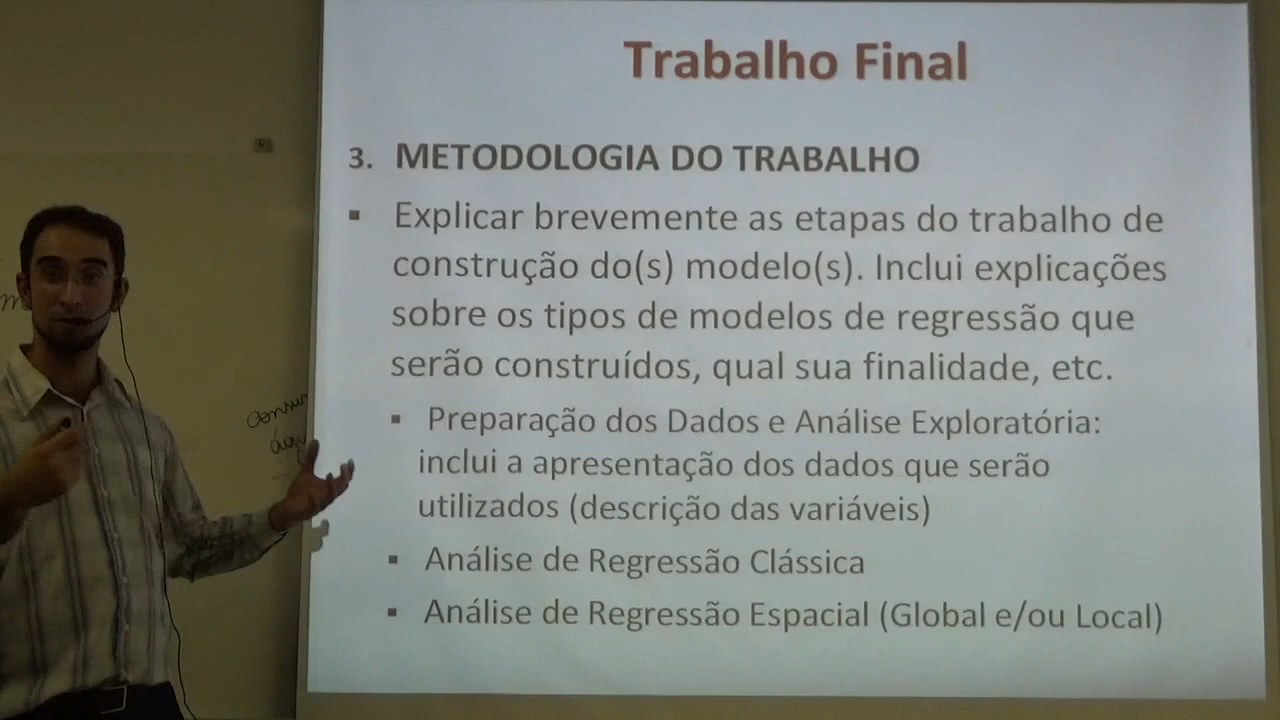 Trabalho Final
3. METODOLOGIA DO TRABALHO
▪ Explicar brevemente as etapas do trabalho de
construção do(s) modelo(s). Inclui explicações
sobre os tipos de modelos de regressão que
serão construídos, qual sua finalidade, etc.
▪ Preparação dos Dados e Análise Exploratória:
inclui a apresentação dos dados que serão
utilizados (descrição das variáveis)
▪ Análise de Regressão Clássica
▪ Análise de Regressão Espacial (Global e/ou Local)